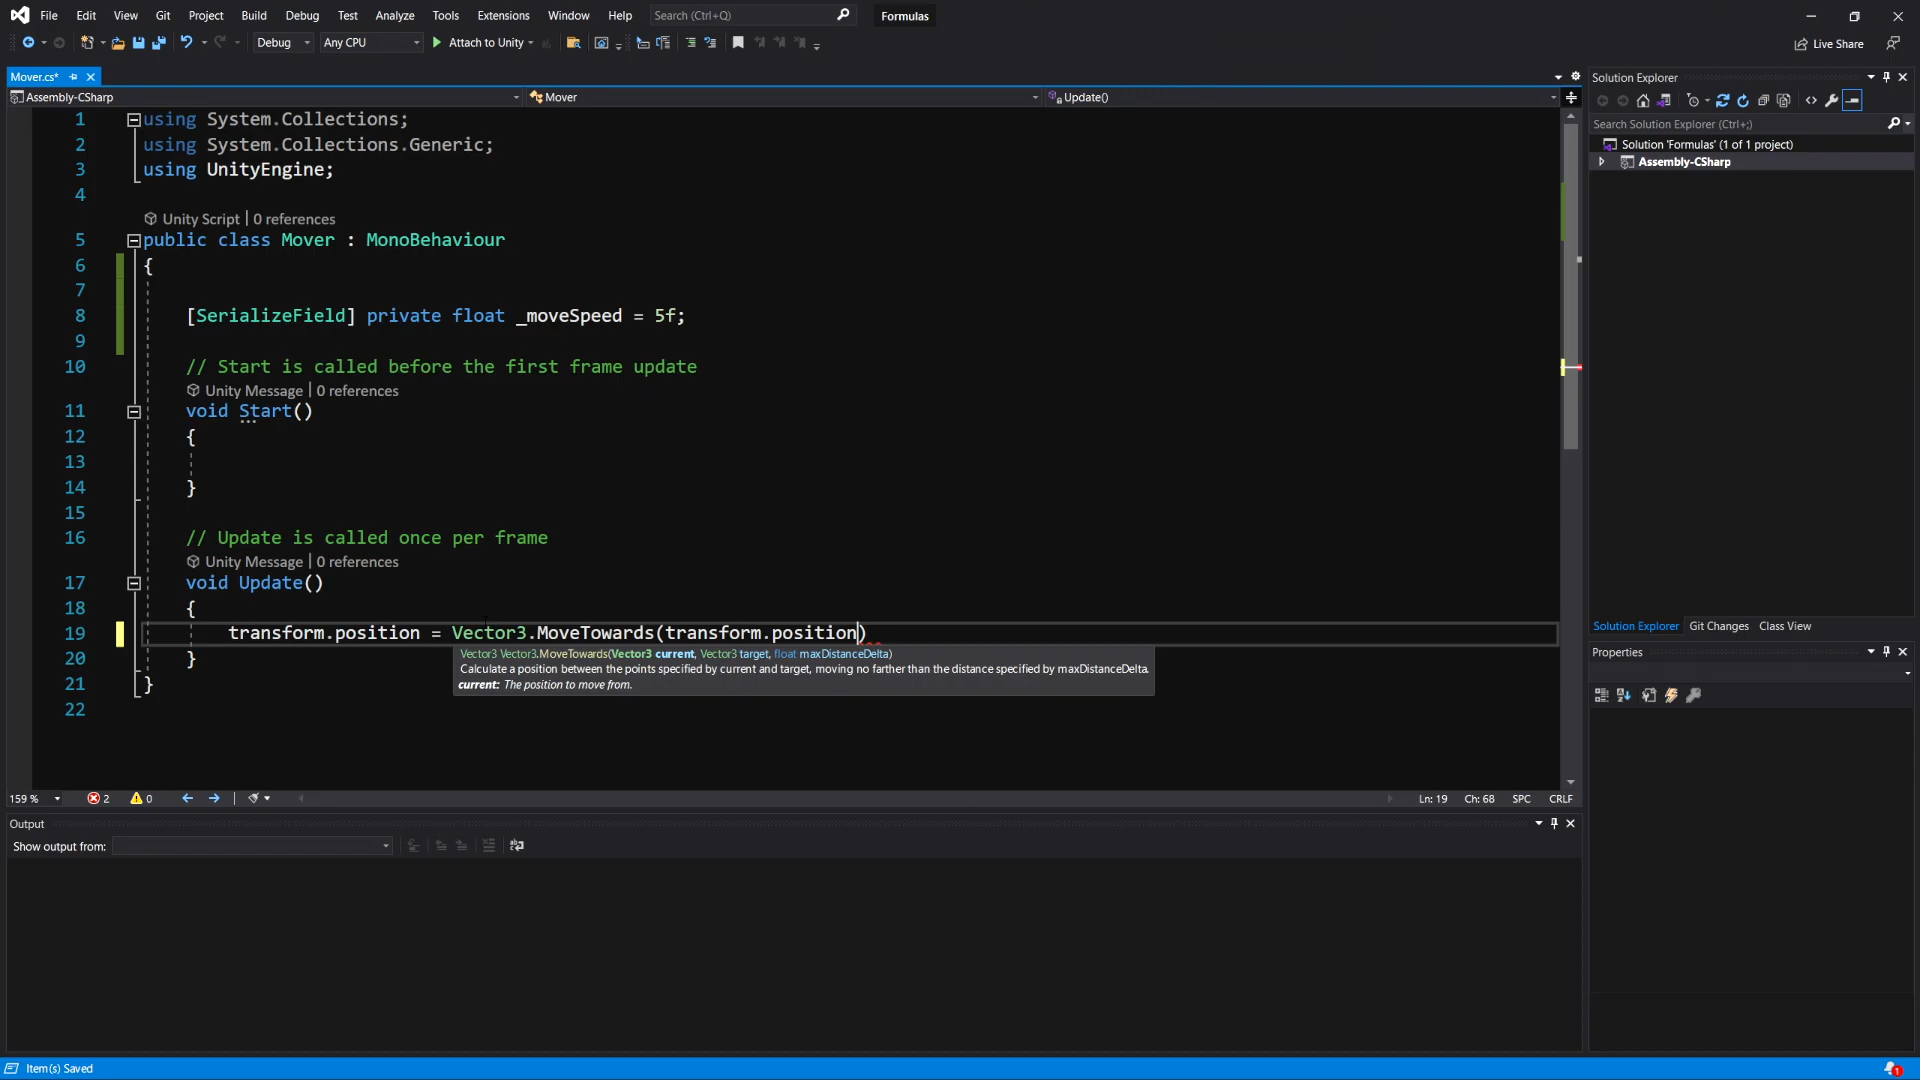 File Edit View Git Project Build Debug Test Analyze Tools Extensions Window Help Search (Ctrl+Q) Formulas
Debug Any CPU Attach to Unity Live Share
Mover.cs*
Assembly-CSharp Mover Update()
1 using System.Collections;
2 using System.Collections.Generic;
3 using UnityEngine;
4
Unity Script | 0 references
5 public class Mover : MonoBehaviour
6 {
7
8 [SerializeField] private float _moveSpeed = 5f;
9
10 // Start is called before the first frame update
Unity Message | 0 references
11 void Start()
12 {
13
14 }
15
16 // Update is called once per frame
Unity Message | 0 references
17 void Update()
18 {
19 transform.position = Vector3.MoveTowards(transform.position)
Vector3 Vector3.MoveTowards(Vector3 current, Vector3 target, float maxDistanceDelta)
Calculate a position between the points specified by current and target, moving no farther than the distance specified by maxDistanceDelta.
current: The position to move from.
20 }
21 }
22
159 % 2 0 Ln: 19 Ch: 68 SPC CRLF
Output
Show output from:
Item(s) Saved
1
Solution Explorer
Search Solution Explorer (Ctrl+;)
Solution 'Formulas' (1 of 1 project)
Assembly-CSharp
Solution Explorer Git Changes Class View
Properties